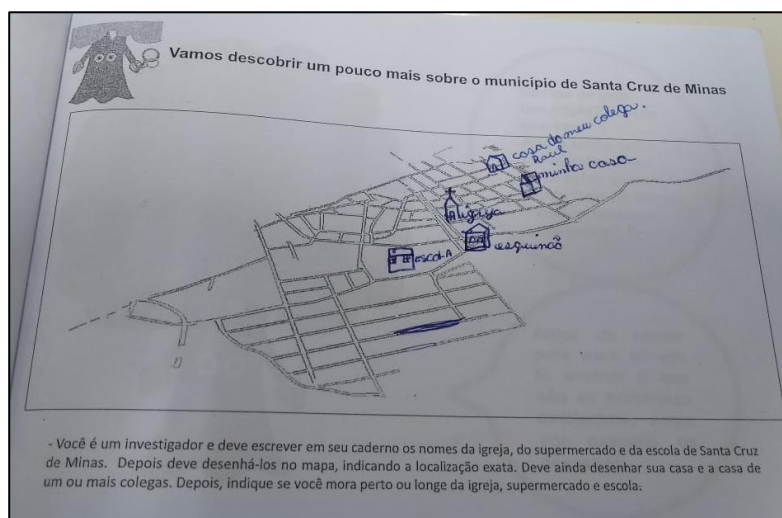 Vamos descobrir um pouco mais sobre o município de Santa Cruz de Minas
casa do meu colega.
Raul
minha casa
igreja
esquinão
escolA
- Você é um investigador e deve escrever em seu caderno os nomes da igreja, do supermercado e da escola de Santa Cruz
de Minas. Depois deve desenhá-los no mapa, indicando a localização exata. Deve ainda desenhar sua casa e a casa de
um ou mais colegas. Depois, indique se você mora perto ou longe da igreja, supermercado e escola.